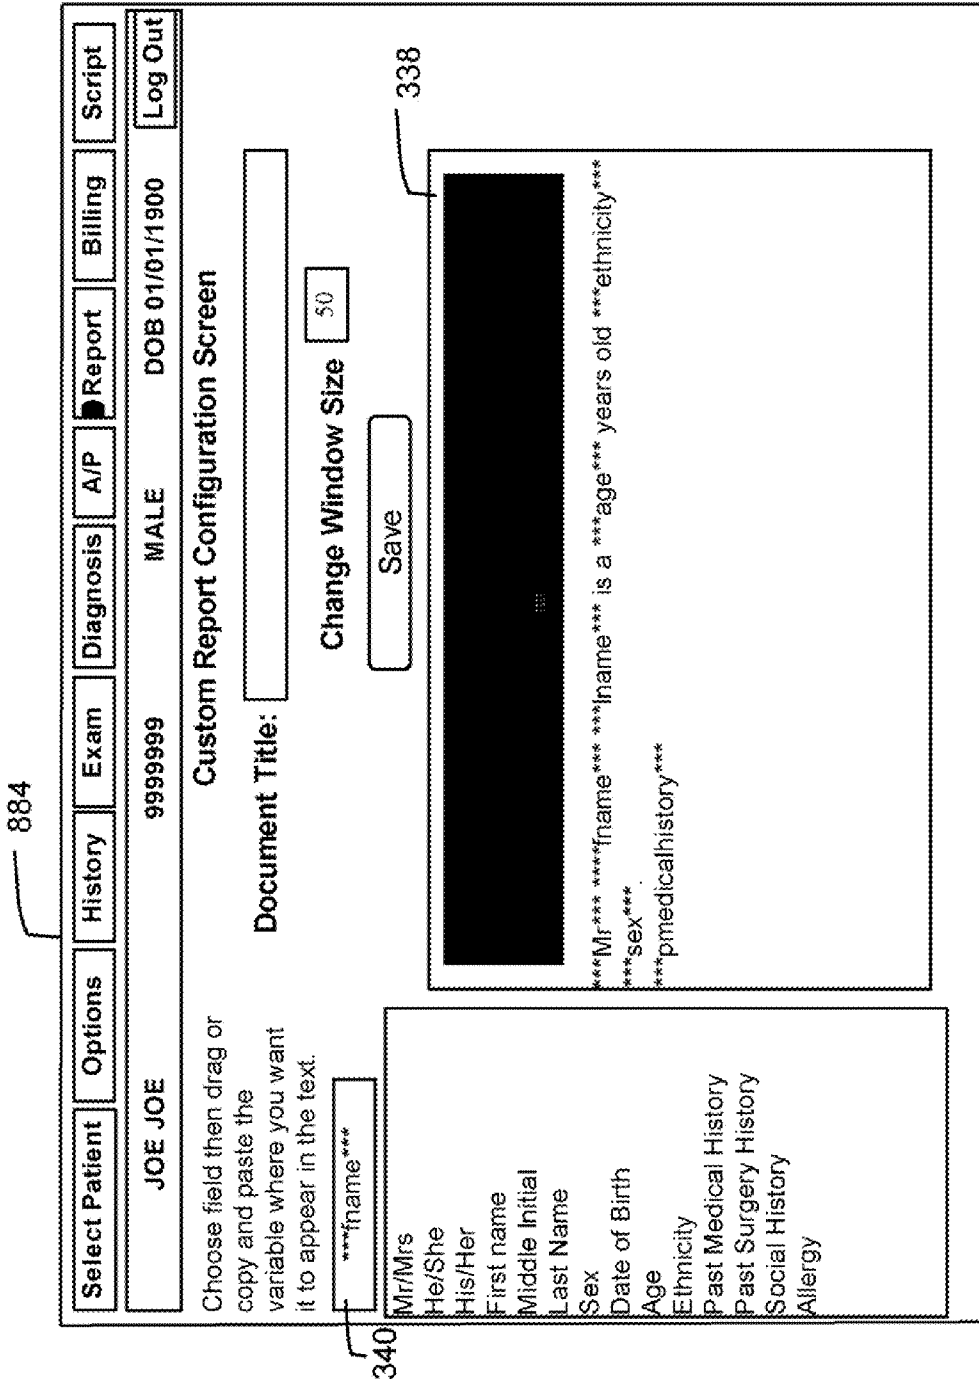 884
Select Patient Options History Exam Diagnosis A/P Report Billing Script
JOE JOE 9999999 MALE DOB 01/01/1900 Log Out
Custom Report Configuration Screen
Choose field then drag or
copy and paste the
variable where you want
it to appear in the text.
Document Title:
Change Window Size 50
340
***fname***
Save
338
Mr/Mrs
He/She
His/Her
First name
Middle Initial
Last Name
Sex
Date of Birth
Age
Ethnicity
Past Medical History
Past Surgery History
Social History
Allergy
***Mr*** ****fname*** ***lname*** is a ***age*** years old ***ethnicity***
***sex***.
***pmedicalhistory***